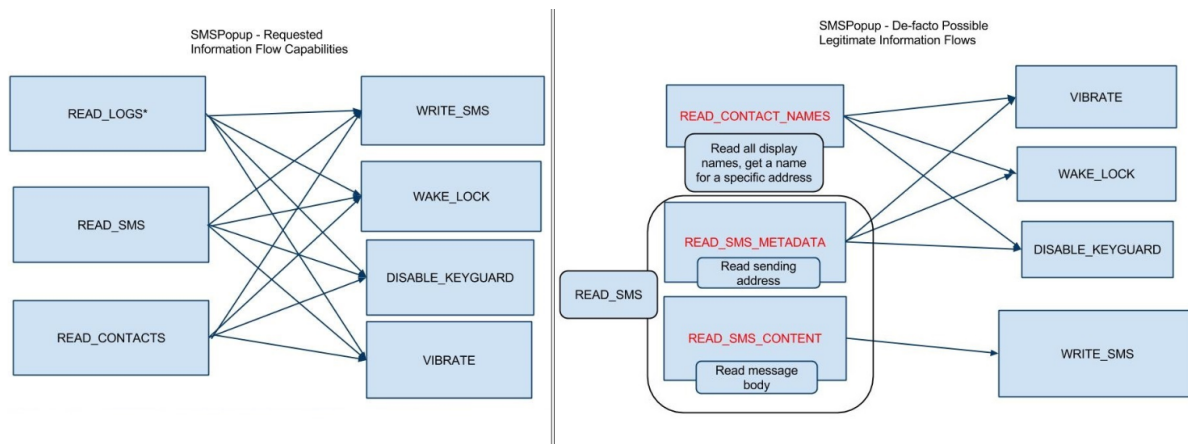 SMSPopup - Requested
Information Flow Capabilities
READ_LOGS*
READ_SMS
READ_CONTACTS
WRITE_SMS
WAKE_LOCK
DISABLE_KEYGUARD
VIBRATE
SMSPopup - De-facto Possible
Legitimate Information Flows
READ_CONTACT_NAMES
Read all display
names, get a name
for a specific address
READ_SMS
READ_SMS_METADATA
Read sending
address
READ_SMS_CONTENT
Read message
body
VIBRATE
WAKE_LOCK
DISABLE_KEYGUARD
WRITE_SMS